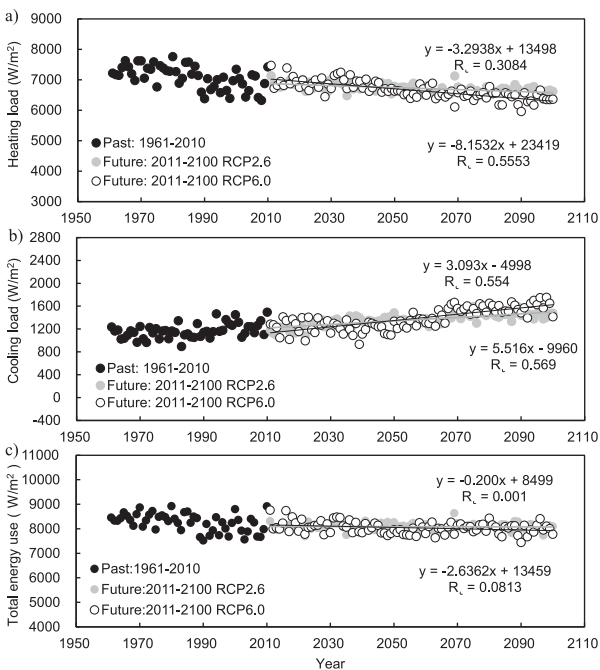 a)
9000
8000
7000
6000
5000
4000
3000
Heating load (W/m²)
y = -3.2938x + 13498
= 0.3084
Past: 1961-2010
Future: 2011-2100 RCP2.6
Future: 2011-2100 RCP6.0
y = -8.1532x + 23419
= 0.5553
1950 1970 1990 2010 2030 2050 2070 2090 2110
b)
2800
2400
2000
1600
1200
800
400
0
-400
Cooling load (W/m²)
y = 3.093x - 4998
= 0.554
Past: 1961-2010
Future: 2011-2100 RCP2.6
Future: 2011-2100 RCP6.0
y = 5.516x - 9960
= 0.569
1950 1970 1990 2010 2030 2050 2070 2090 2110
c)
11000
10000
9000
8000
7000
6000
5000
4000
Total energy use ( W/m²)
y = -0.200x + 8499
= 0.001
Past:1961-2010
Future:2011-2100 RCP2.6
Future:2011-2100 RCP6.0
y = -2.6362x + 13459
= 0.0813
1950 1970 1990 2010 2030 2050 2070 2090 2110
Year